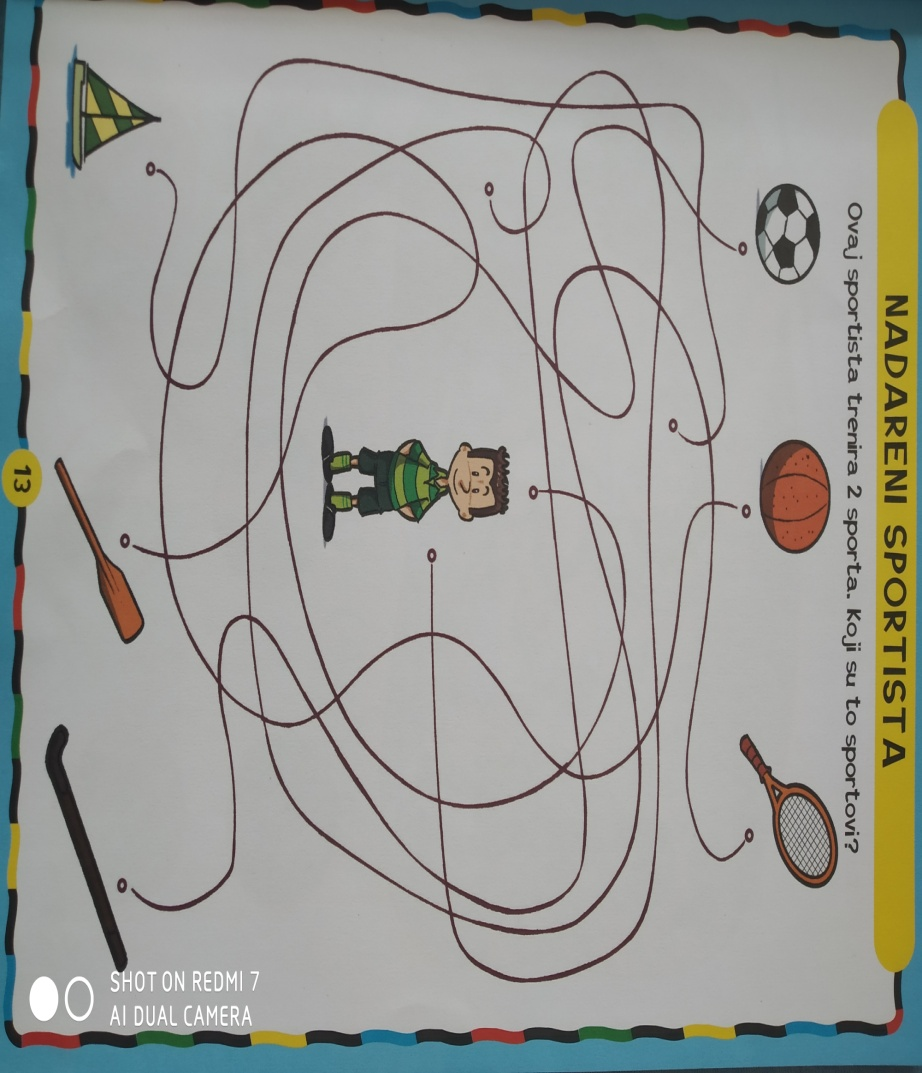 NADARENI SPORTISTA
Ovaj sportista trenira 2 sporta. Koji su to sportovi?
13
SHOT ON REDMI 7
AI DUAL CAMERA